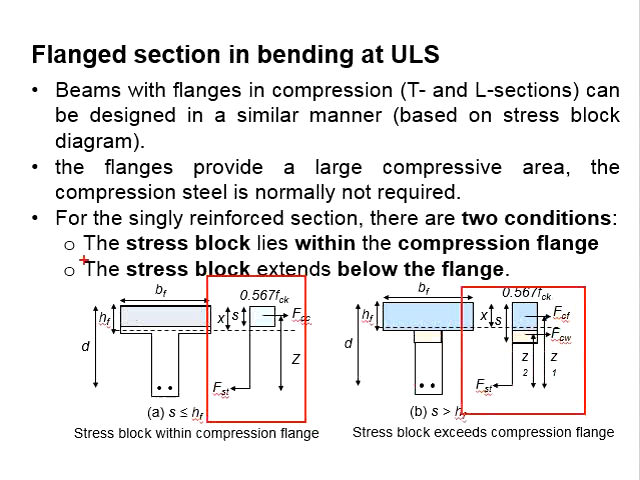 Flanged section in bending at ULS
• Beams with flanges in compression (T- and L-sections) can
be designed in a similar manner (based on stress block
diagram).
• the flanges provide a large compressive area, the
compression steel is normally not required.
• For the singly reinforced section, there are two conditions:
o The stress block lies within the compression flange
o The stress block extends below the flange.
bf 0.567fck
hf x s Fcc
d z
Fst
(a) s ≤ hf
Stress block within compression flange
bf 0.567fck
hf x s Fcf
Fcw
d z2 z1
Fst
(b) s > hf
Stress block exceeds compression flange